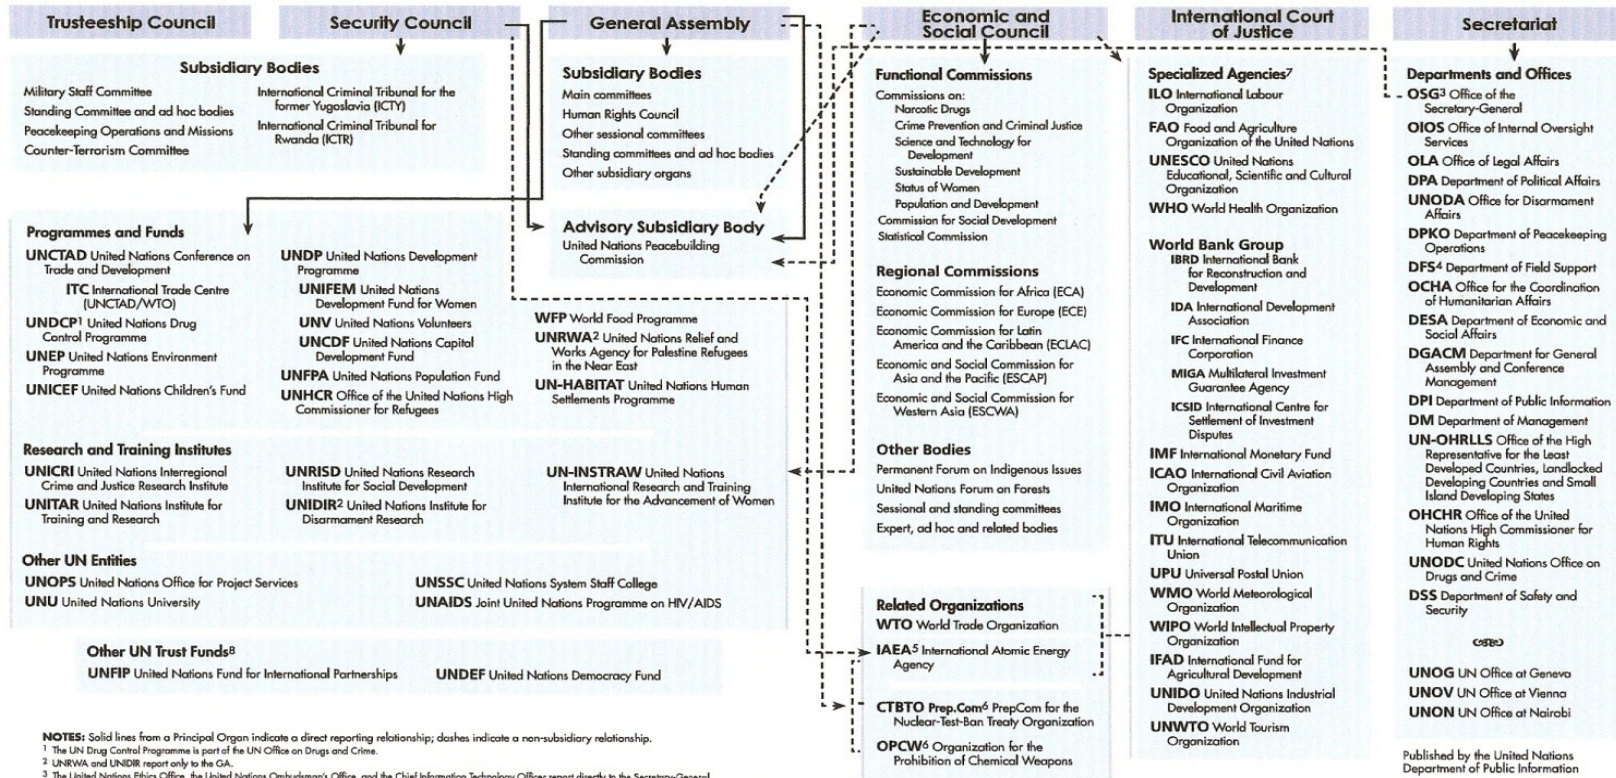 Trusteeship Council
Security Council
General Assembly
Economic and
Social Council
International Court
of Justice
Secretariat
Subsidiary Bodies
Military Staff Committee
Standing Committee and ad hoc bodies
Peacekeeping Operations and Missions
Counter-Terrorism Committee
International Criminal Tribunal for the
former Yugoslavia (ICTY)
International Criminal Tribunal for
Rwanda (ICTR)
Subsidiary Bodies
Main committees
Human Rights Council
Other sessional committees
Standing committees and ad hoc bodies
Other subsidiary organs
Advisory Subsidiary Body
United Nations Peacebuilding
Commission
Programmes and Funds
UNCTAD United Nations Conference on
Trade and Development
ITC International Trade Centre
(UNCTAD/WTO)
UNDCP1 United Nations Drug
Control Programme
UNEP United Nations Environment
Programme
UNICEF United Nations Children's Fund
UNDP United Nations Development
Programme
UNIFEM United Nations
Development Fund for Women
UNV United Nations Volunteers
UNCDF United Nations Capital
Development Fund
UNFPA United Nations Population Fund
UNHCR Office of the United Nations High
Commissioner for Refugees
WFP World Food Programme
UNRWA2 United Nations Relief and
Works Agency for Palestine Refugees
in the Near East
UN-HABITAT United Nations Human
Settlements Programme
Research and Training Institutes
UNICRI United Nations Interregional
Crime and Justice Research Institute
UNITAR United Nations Institute for
Training and Research
UNRISD United Nations Research
Institute for Social Development
UNIDIR2 United Nations Institute for
Disarmament Research
UN-INSTRAW United Nations
International Research and Training
Institute for the Advancement of Women
Other UN Entities
UNOPS United Nations Office for Project Services
UNU United Nations University
UNSSC United Nations System Staff College
UNAIDS Joint United Nations Programme on HIV/AIDS
Other UN Trust Funds8
UNFIP United Nations Fund for International Partnerships
UNDEF United Nations Democracy Fund
Functional Commissions
Commissions on:
Narcotic Drugs
Crime Prevention and Criminal Justice
Science and Technology for
Development
Sustainable Development
Status of Women
Population and Development
Commission for Social Development
Statistical Commission
Regional Commissions
Economic Commission for Africa (ECA)
Economic Commission for Europe (ECE)
Economic Commission for Latin
America and the Caribbean (ECLAC)
Economic and Social Commission for
Asia and the Pacific (ESCAP)
Economic and Social Commission for
Western Asia (ESCWA)
Other Bodies
Permanent Forum on Indigenous Issues
United Nations Forum on Forests
Sessional and standing committees
Expert, ad hoc and related bodies
Related Organizations
WTO World Trade Organization
IAEA5 International Atomic Energy
Agency
CTBTO Prep.Com6 PrepCom for the
Nuclear-Test-Ban Treaty Organization
OPCW6 Organization for the
Prohibition of Chemical Weapons
Specialized Agencies7
ILO International Labour
Organization
FAO Food and Agriculture
Organization of the United Nations
UNESCO United Nations
Educational, Scientific and Cultural
Organization
WHO World Health Organization
World Bank Group
IBRD International Bank
for Reconstruction and
Development
IDA International Development
Association
IFC International Finance
Corporation
MIGA Multilateral Investment
Guarantee Agency
ICSID International Centre for
Settlement of Investment
Disputes
IMF International Monetary Fund
ICAO International Civil Aviation
Organization
IMO International Maritime
Organization
ITU International Telecommunication
Union
UPU Universal Postal Union
WMO World Meteorological
Organization
WIPO World Intellectual Property
Organization
IFAD International Fund for
Agricultural Development
UNIDO United Nations Industrial
Development Organization
UNWTO World Tourism
Organization
Departments and Offices
OSG3 Office of the
Secretary-General
OIOS Office of Internal Oversight
Services
OLA Office of Legal Affairs
DPA Department of Political Affairs
UNODA Office for Disarmament
Affairs
DPKO Department of Peacekeeping
Operations
DFS4 Department of Field Support
OCHA Office for the Coordination
of Humanitarian Affairs
DESA Department of Economic and
Social Affairs
DGACM Department for General
Assembly and Conference
Management
DPI Department of Public Information
DM Department of Management
UN-OHRLLS Office of the High
Representative for the Least
Developed Countries, Landlocked
Developing Countries and Small
Island Developing States
OHCHR Office of the United
Nations High Commissioner for
Human Rights
UNODC United Nations Office on
Drugs and Crime
DSS Department of Safety and
Security
UNOG UN Office at Geneva
UNOV UN Office at Vienna
UNON UN Office at Nairobi
Published by the United Nations
Department of Public Information
NOTES: Solid lines from a Principal Organ indicate a direct reporting relationship; dashes indicate a non-subsidiary relationship.
1 The UN Drug Control Programme is part of the UN Office on Drugs and Crime.
2 UNRWA and UNIDIR report only to the GA.
3 The United Nations Ethics Office, the United Nations Ombudsman's Office, and the Chief Information Technology Officer report directly to the Secretary-General.